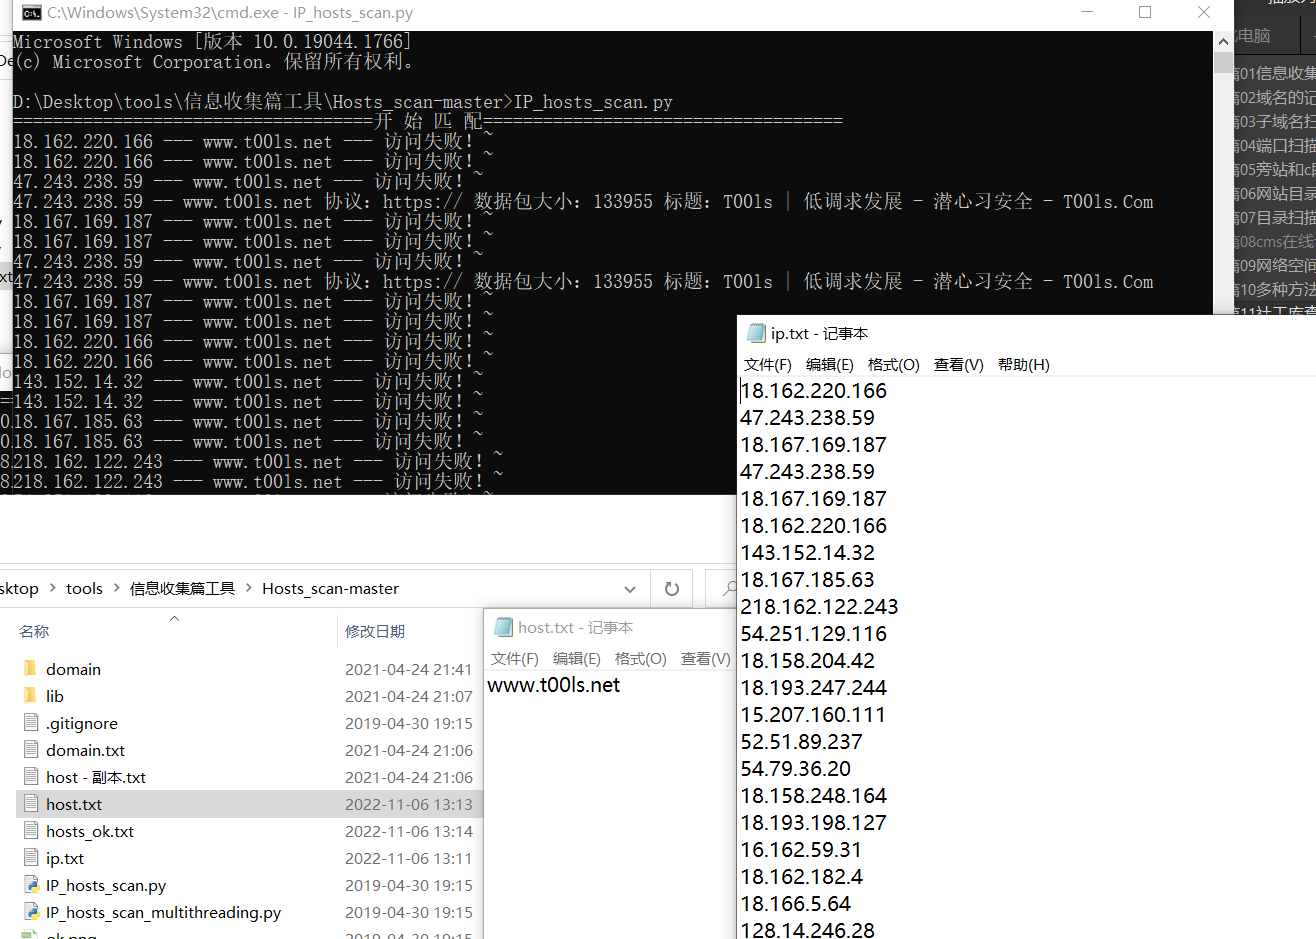 C:\Windows\System32\cmd.exe - IP_hosts_scan.py
Microsoft Windows [版本 10.0.19044.1766]
(c) Microsoft Corporation。保留所有权利。
D:\Desktop\tools\信息收集篇工具\Hosts_scan-master>IP_hosts_scan.py
====================================开 始 匹 配====================================
18.162.220.166 --- www.t00ls.net --- 访问失败！~
18.162.220.166 --- www.t00ls.net --- 访问失败！~
47.243.238.59 --- www.t00ls.net --- 访问失败！~
47.243.238.59 -- www.t00ls.net 协议：https:// 数据包大小：133955 标题：T00ls | 低调求发展 - 潜心习安全 - T00ls.Com
18.167.169.187 --- www.t00ls.net --- 访问失败！~
18.167.169.187 --- www.t00ls.net --- 访问失败！~
47.243.238.59 --- www.t00ls.net --- 访问失败！~
47.243.238.59 -- www.t00ls.net 协议：https:// 数据包大小：133955 标题：T00ls | 低调求发展 - 潜心习安全 - T00ls.Com
18.167.169.187 --- www.t00ls.net --- 访问失败！~
18.167.169.187 --- www.t00ls.net --- 访问失败！~
18.162.220.166 --- www.t00ls.net --- 访问失败！~
18.162.220.166 --- www.t00ls.net --- 访问失败！~
143.152.14.32 --- www.t00ls.net --- 访问失败！~
143.152.14.32 --- www.t00ls.net --- 访问失败！~
18.167.185.63 --- www.t00ls.net --- 访问失败！~
18.167.185.63 --- www.t00ls.net --- 访问失败！~
218.162.122.243 --- www.t00ls.net --- 访问失败！~
218.162.122.243 --- www.t00ls.net --- 访问失败！~
电脑
01信息收集
02域名的记
03子域名扫
04端口扫描
05旁站和c段
06网站目录
07目录扫描
08cms在线
09网络空间
10多种方法
11社工库查
ip.txt - 记事本
文件(F) 编辑(E) 格式(O) 查看(V) 帮助(H)
18.162.220.166
47.243.238.59
18.167.169.187
47.243.238.59
18.167.169.187
18.162.220.166
143.152.14.32
18.167.185.63
218.162.122.243
54.251.129.116
18.158.204.42
18.193.247.244
15.207.160.111
52.51.89.237
54.79.36.20
18.158.248.164
18.193.198.127
16.162.59.31
18.162.182.4
18.166.5.64
128.14.246.28
sktop > tools > 信息收集篇工具 > Hosts_scan-master
名称 修改日期
domain 2021-04-24 21:41
lib 2021-04-24 21:07
.gitignore 2019-04-30 19:15
domain.txt 2021-04-24 21:06
host - 副本.txt 2021-04-24 21:06
host.txt 2022-11-06 13:13
hosts_ok.txt 2022-11-06 13:14
ip.txt 2022-11-06 13:11
IP_hosts_scan.py 2019-04-30 19:15
IP_hosts_scan_multithreading.py 2019-04-30 19:15
ok.png 2019-04-30 19:15
host.txt - 记事本
文件(F) 编辑(E) 格式(O) 查看(V)
www.t00ls.net